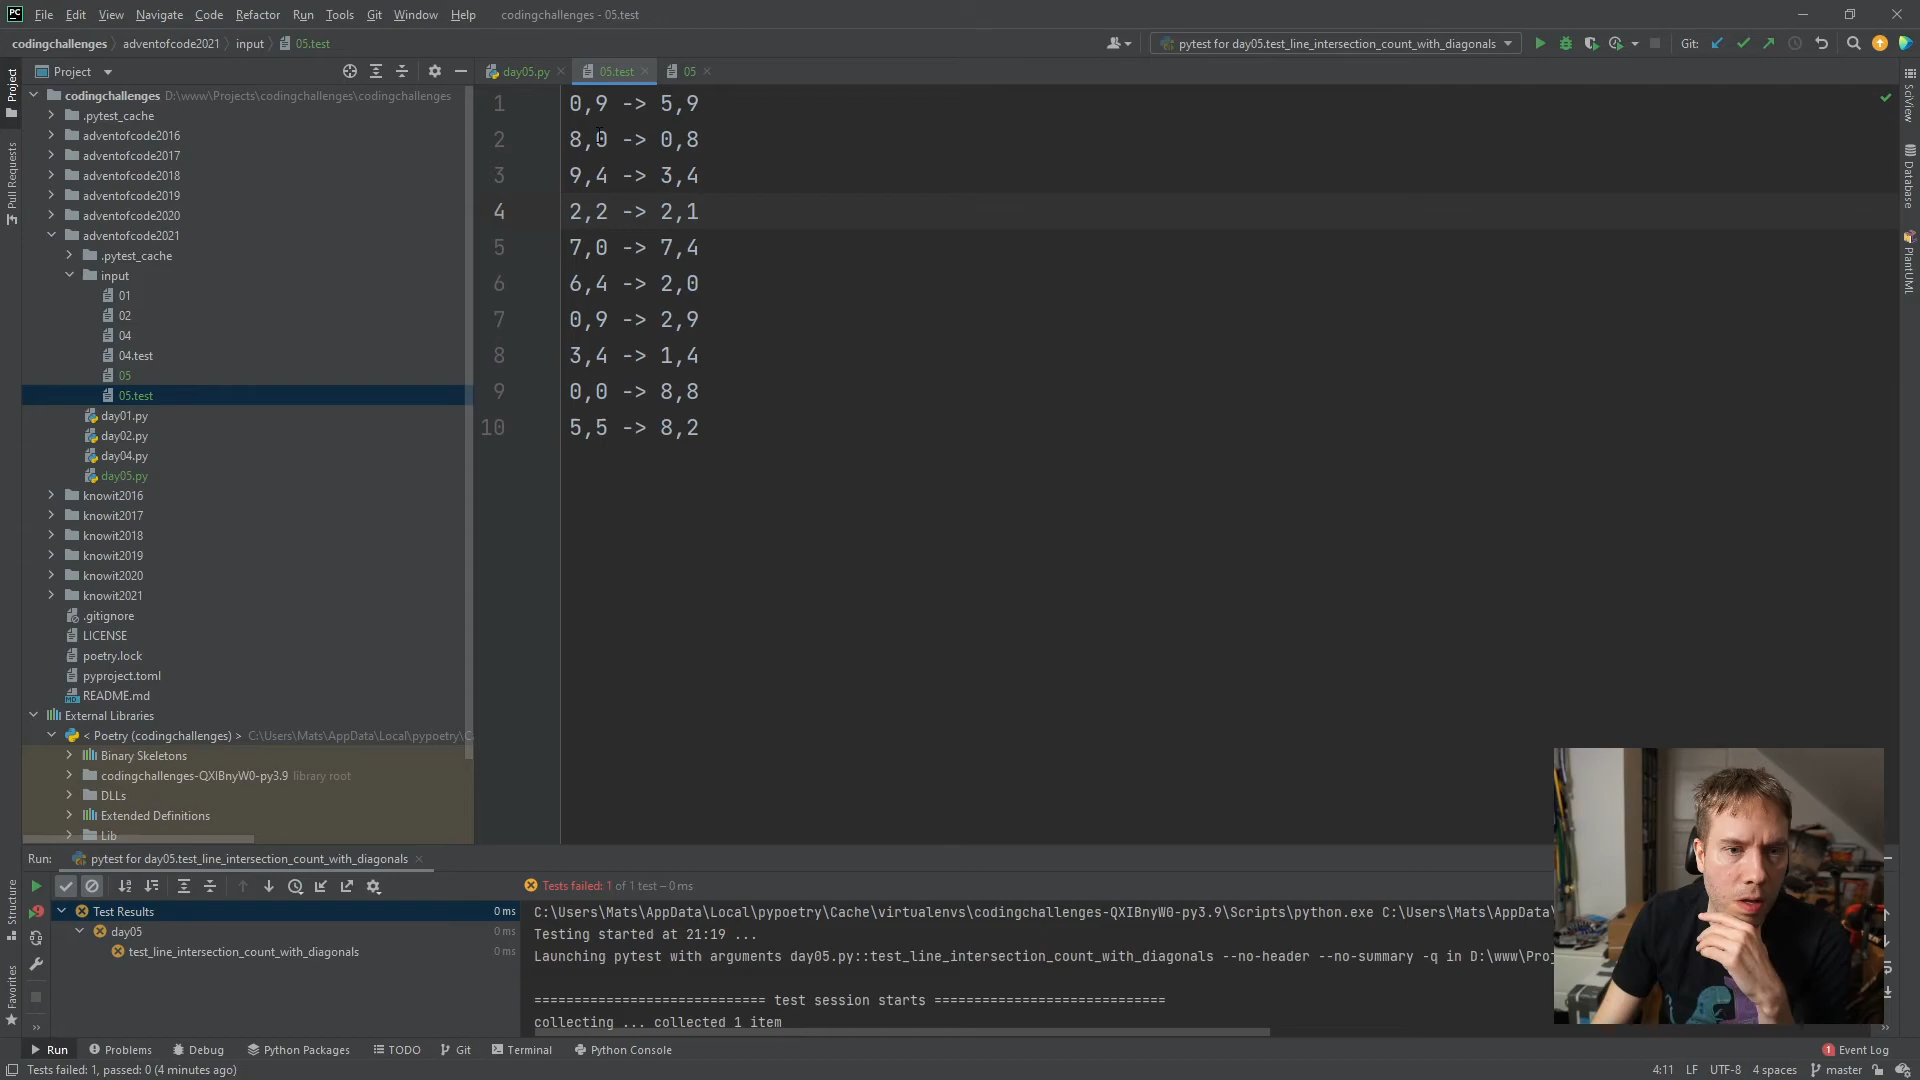 PC File Edit View Navigate Code Refactor Run Tools Git Window Help codingchallenges - 05.test
codingchallenges adventofcode2021 input 05.test
pytest for day05.test_line_intersection_count_with_diagonals
Git:
Project
day05.py
05.test
05
codingchallenges D:\www\Projects\codingchallenges\codingchallenges
.pytest_cache
adventofcode2016
adventofcode2017
adventofcode2018
adventofcode2019
adventofcode2020
adventofcode2021
.pytest_cache
input
01
02
04
04.test
05
05.test
day01.py
day02.py
day04.py
day05.py
knowit2016
knowit2017
knowit2018
knowit2019
knowit2020
knowit2021
.gitignore
LICENSE
poetry.lock
pyproject.toml
README.md
External Libraries
< Poetry (codingchallenges) > C:\Users\Mats\AppData\Local\pypoetry\C
Binary Skeletons
codingchallenges-QXIBnyW0-py3.9 library root
DLLs
Extended Definitions
Lib
1 0,9 -> 5,9
2 8,0 -> 0,8
3 9,4 -> 3,4
4 2,2 -> 2,1
5 7,0 -> 7,4
6 6,4 -> 2,0
7 0,9 -> 2,9
8 3,4 -> 1,4
9 0,0 -> 8,8
10 5,5 -> 8,2
Project
Pull Requests
Structure
Favorites
SciView
Database
PlantUML
Run: pytest for day05.test_line_intersection_count_with_diagonals
Tests failed: 1 of 1 test – 0 ms
Test Results 0 ms
day05 0 ms
test_line_intersection_count_with_diagonals 0 ms
C:\Users\Mats\AppData\Local\pypoetry\Cache\virtualenvs\codingchallenges-QXIBnyW0-py3.9\Scripts\python.exe C:\Users\Mats\AppData\
Testing started at 21:19 ...
Launching pytest with arguments day05.py::test_line_intersection_count_with_diagonals --no-header --no-summary -q in D:\www\Pro
============================ test session starts =============================
collecting ... collected 1 item
Run Problems Debug Python Packages TODO Git Terminal Python Console
1 Event Log
Tests failed: 1, passed: 0 (4 minutes ago)
4:11 LF UTF-8 4 spaces master